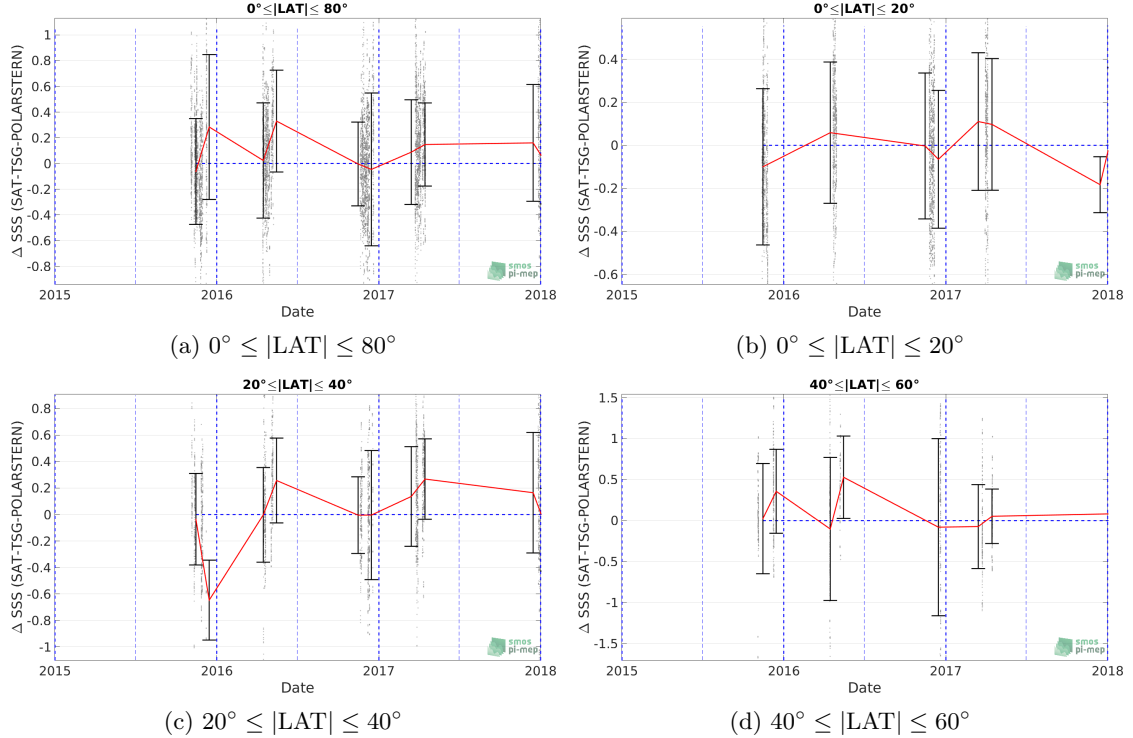 0°≤|LAT|≤ 80°
Δ SSS (SAT-TSG-POLARSTERN)
1
0.8
0.6
0.4
0.2
0
-0.2
-0.4
-0.6
-0.8
2015
2016
2017
2018
Date
smos
pi-mep
(a) 0° ≤ |LAT| ≤ 80°
0°≤|LAT|≤ 20°
Δ SSS (SAT-TSG-POLARSTERN)
0.4
0.2
0
-0.2
-0.4
-0.6
2015
2016
2017
2018
Date
smos
pi-mep
(b) 0° ≤ |LAT| ≤ 20°
20°≤|LAT|≤ 40°
Δ SSS (SAT-TSG-POLARSTERN)
0.8
0.6
0.4
0.2
0
-0.2
-0.4
-0.6
-0.8
-1
2015
2016
2017
2018
Date
smos
pi-mep
(c) 20° ≤ |LAT| ≤ 40°
40°≤|LAT|≤ 60°
Δ SSS (SAT-TSG-POLARSTERN)
1.5
1
0.5
0
-0.5
-1
-1.5
2015
2016
2017
2018
Date
smos
pi-mep
(d) 40° ≤ |LAT| ≤ 60°